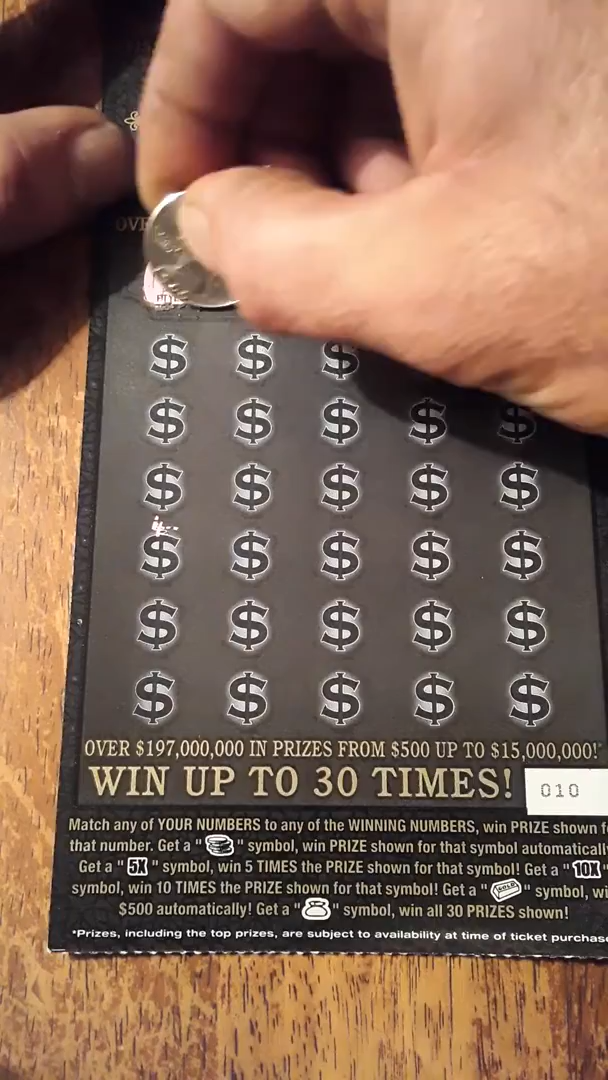 OVE
$ $ $
$ $ $ $ $
$ $ $ $ $
$ $ $ $ $
$ $ $ $ $
$ $ $ $ $
OVER $197,000,000 IN PRIZES FROM $500 UP TO $15,000,000!*
WIN UP TO 30 TIMES!
010
Match any of YOUR NUMBERS to any of the WINNING NUMBERS, win PRIZE shown f
that number. Get a " " symbol, win PRIZE shown for that symbol automatically
Get a "5X" symbol, win 5 TIMES the PRIZE shown for that symbol! Get a "10X"
symbol, win 10 TIMES the PRIZE shown for that symbol! Get a "GOLD" symbol, wi
$500 automatically! Get a " " symbol, win all 30 PRIZES shown!
*Prizes, including the top prizes, are subject to availability at time of ticket purchase